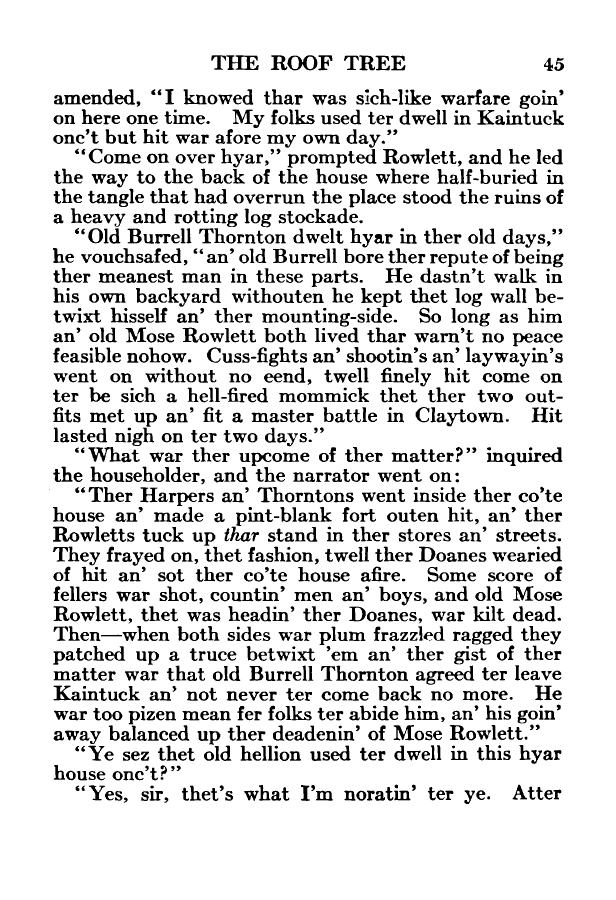 THE ROOF TREE 45
amended, “I knowed thar was sich-like warfare goin’
on here one time. My folks used ter dwell in Kaintuck
onc’t but hit war afore my own day.”
“Come on over hyar,” prompted Rowlett, and he led
the way to the back of the house where half-buried in
the tangle that had overrun the place stood the ruins of
a heavy and rotting log stockade.
“Old Burrell Thornton dwelt hyar in ther old days,”
he vouchsafed, “an’ old Burrell bore ther repute of being
ther meanest man in these parts. He dastn’t walk in
his own backyard withouten he kept thet log wall be-
twixt hisself an’ ther mounting-side. So long as him
an’ old Mose Rowlett both lived thar warn’t no peace
feasible nohow. Cuss-fights an’ shootin’s an’ laywayin’s
went on without no eend, twell finely hit come on
ter be sich a hell-fired mommick thet ther two out-
fits met up an’ fit a master battle in Claytown. Hit
lasted nigh on ter two days.”
“What war ther upcome of ther matter?” inquired
the householder, and the narrator went on:
“Ther Harpers an’ Thorntons went inside ther co’te
house an’ made a pint-blank fort outen hit, an’ ther
Rowletts tuck up thar stand in ther stores an’ streets.
They frayed on, thet fashion, twell ther Doanes wearied
of hit an’ sot ther co’te house afire. Some score of
fellers war shot, countin’ men an’ boys, and old Mose
Rowlett, thet was headin’ ther Doanes, war kilt dead.
Then—when both sides war plum frazzled ragged they
patched up a truce betwixt ’em an’ ther gist of ther
matter war that old Burrell Thornton agreed ter leave
Kaintuck an’ not never ter come back no more. He
war too pizen mean fer folks ter abide him, an’ his goin’
away balanced up ther deadenin’ of Mose Rowlett.”
“Ye sez thet old hellion used ter dwell in this hyar
house onc’t?”
“Yes, sir, thet’s what I’m noratin’ ter ye. Atter